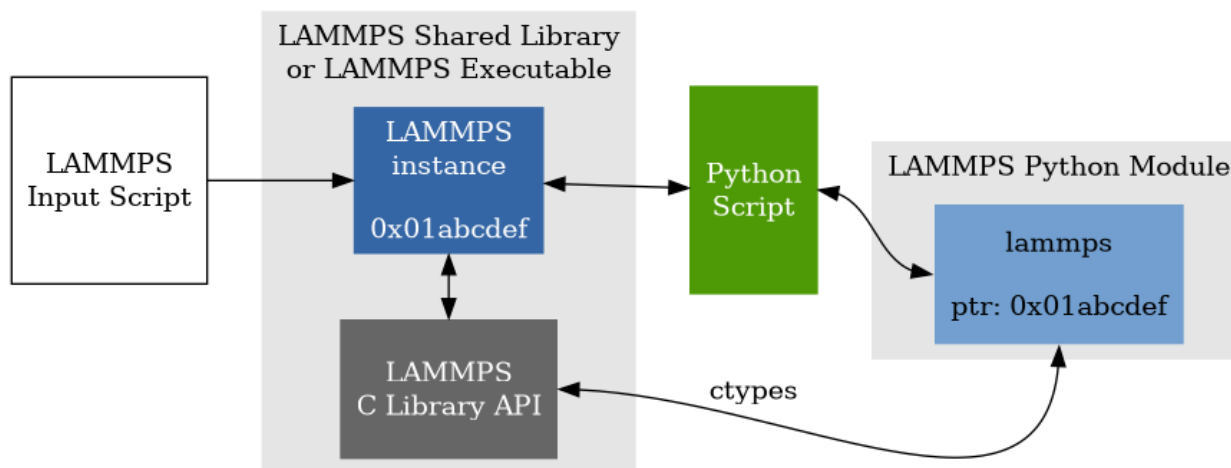 LAMMPS Shared Library
or LAMMPS Executable
LAMMPS
Input Script
LAMMPS
instance
0x01abcdef
Python
Script
LAMMPS Python Module
lammps
ptr: 0x01abcdef
LAMMPS
C Library API
ctypes